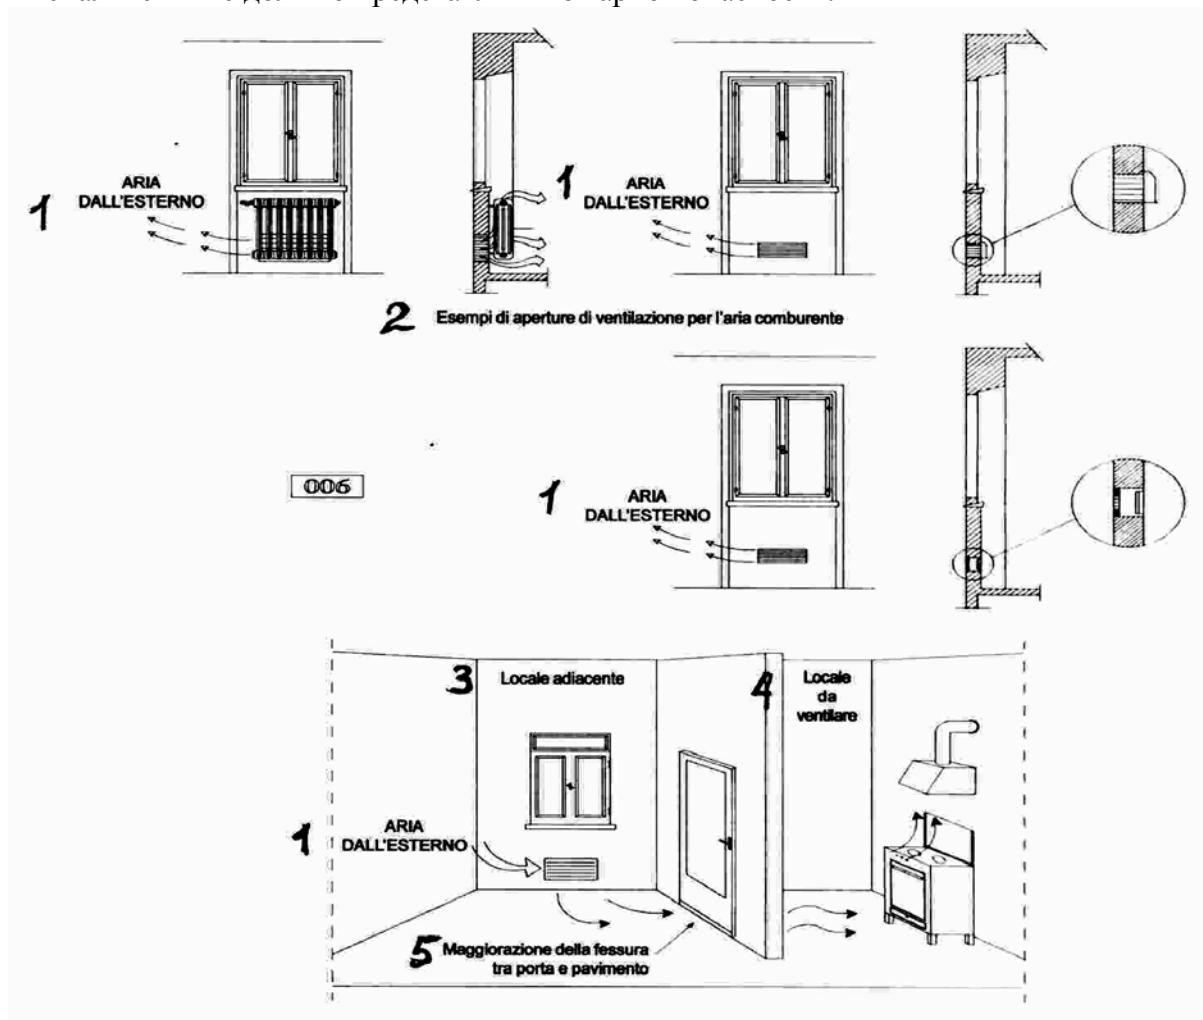 1 ARIA
DALL'ESTERNO
1 ARIA
DALL'ESTERNO
2 Esempi di aperture di ventilazione per l'aria comburente
006
1 ARIA
DALL'ESTERNO
3 Locale adiacente
4 Locale
da
ventilare
1 ARIA
DALL'ESTERNO
5 Maggiorazione della fessura
tra porta e pavimento